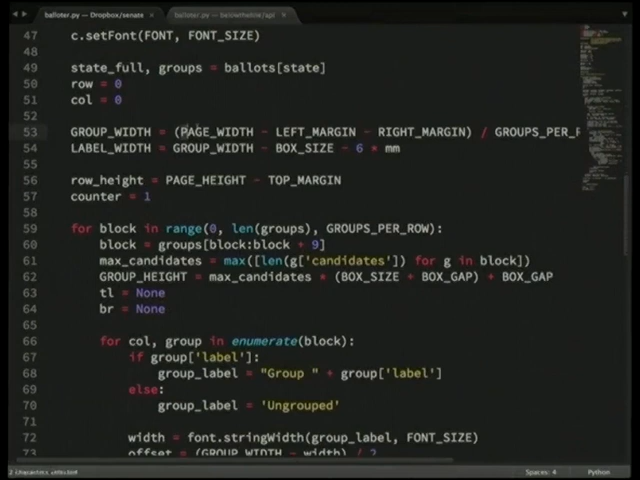 balloter.py — Dropbox/senate
balloter.py — belowtheline/api
47 c.setFont(FONT, FONT_SIZE)
48
49 state_full, groups = ballots[state]
50 row = 0
51 col = 0
52
53 GROUP_WIDTH = (PAGE_WIDTH - LEFT_MARGIN - RIGHT_MARGIN) / GROUPS_PER_R
54 LABEL_WIDTH = GROUP_WIDTH - BOX_SIZE - 6 * mm
55
56 row_height = PAGE_HEIGHT - TOP_MARGIN
57 counter = 1
58
59 for block in range(0, len(groups), GROUPS_PER_ROW):
60 block = groups[block:block + 9]
61 max_candidates = max([len(g['candidates']) for g in block])
62 GROUP_HEIGHT = max_candidates * (BOX_SIZE + BOX_GAP) + BOX_GAP
63 tl = None
64 br = None
65
66 for col, group in enumerate(block):
67 if group['label']:
68 group_label = "Group " + group['label']
69 else:
70 group_label = 'Ungrouped'
71
72 width = font.stringWidth(group_label, FONT_SIZE)
73 offset = (GROUP_WIDTH - width) / 2
Spaces: 4 Python